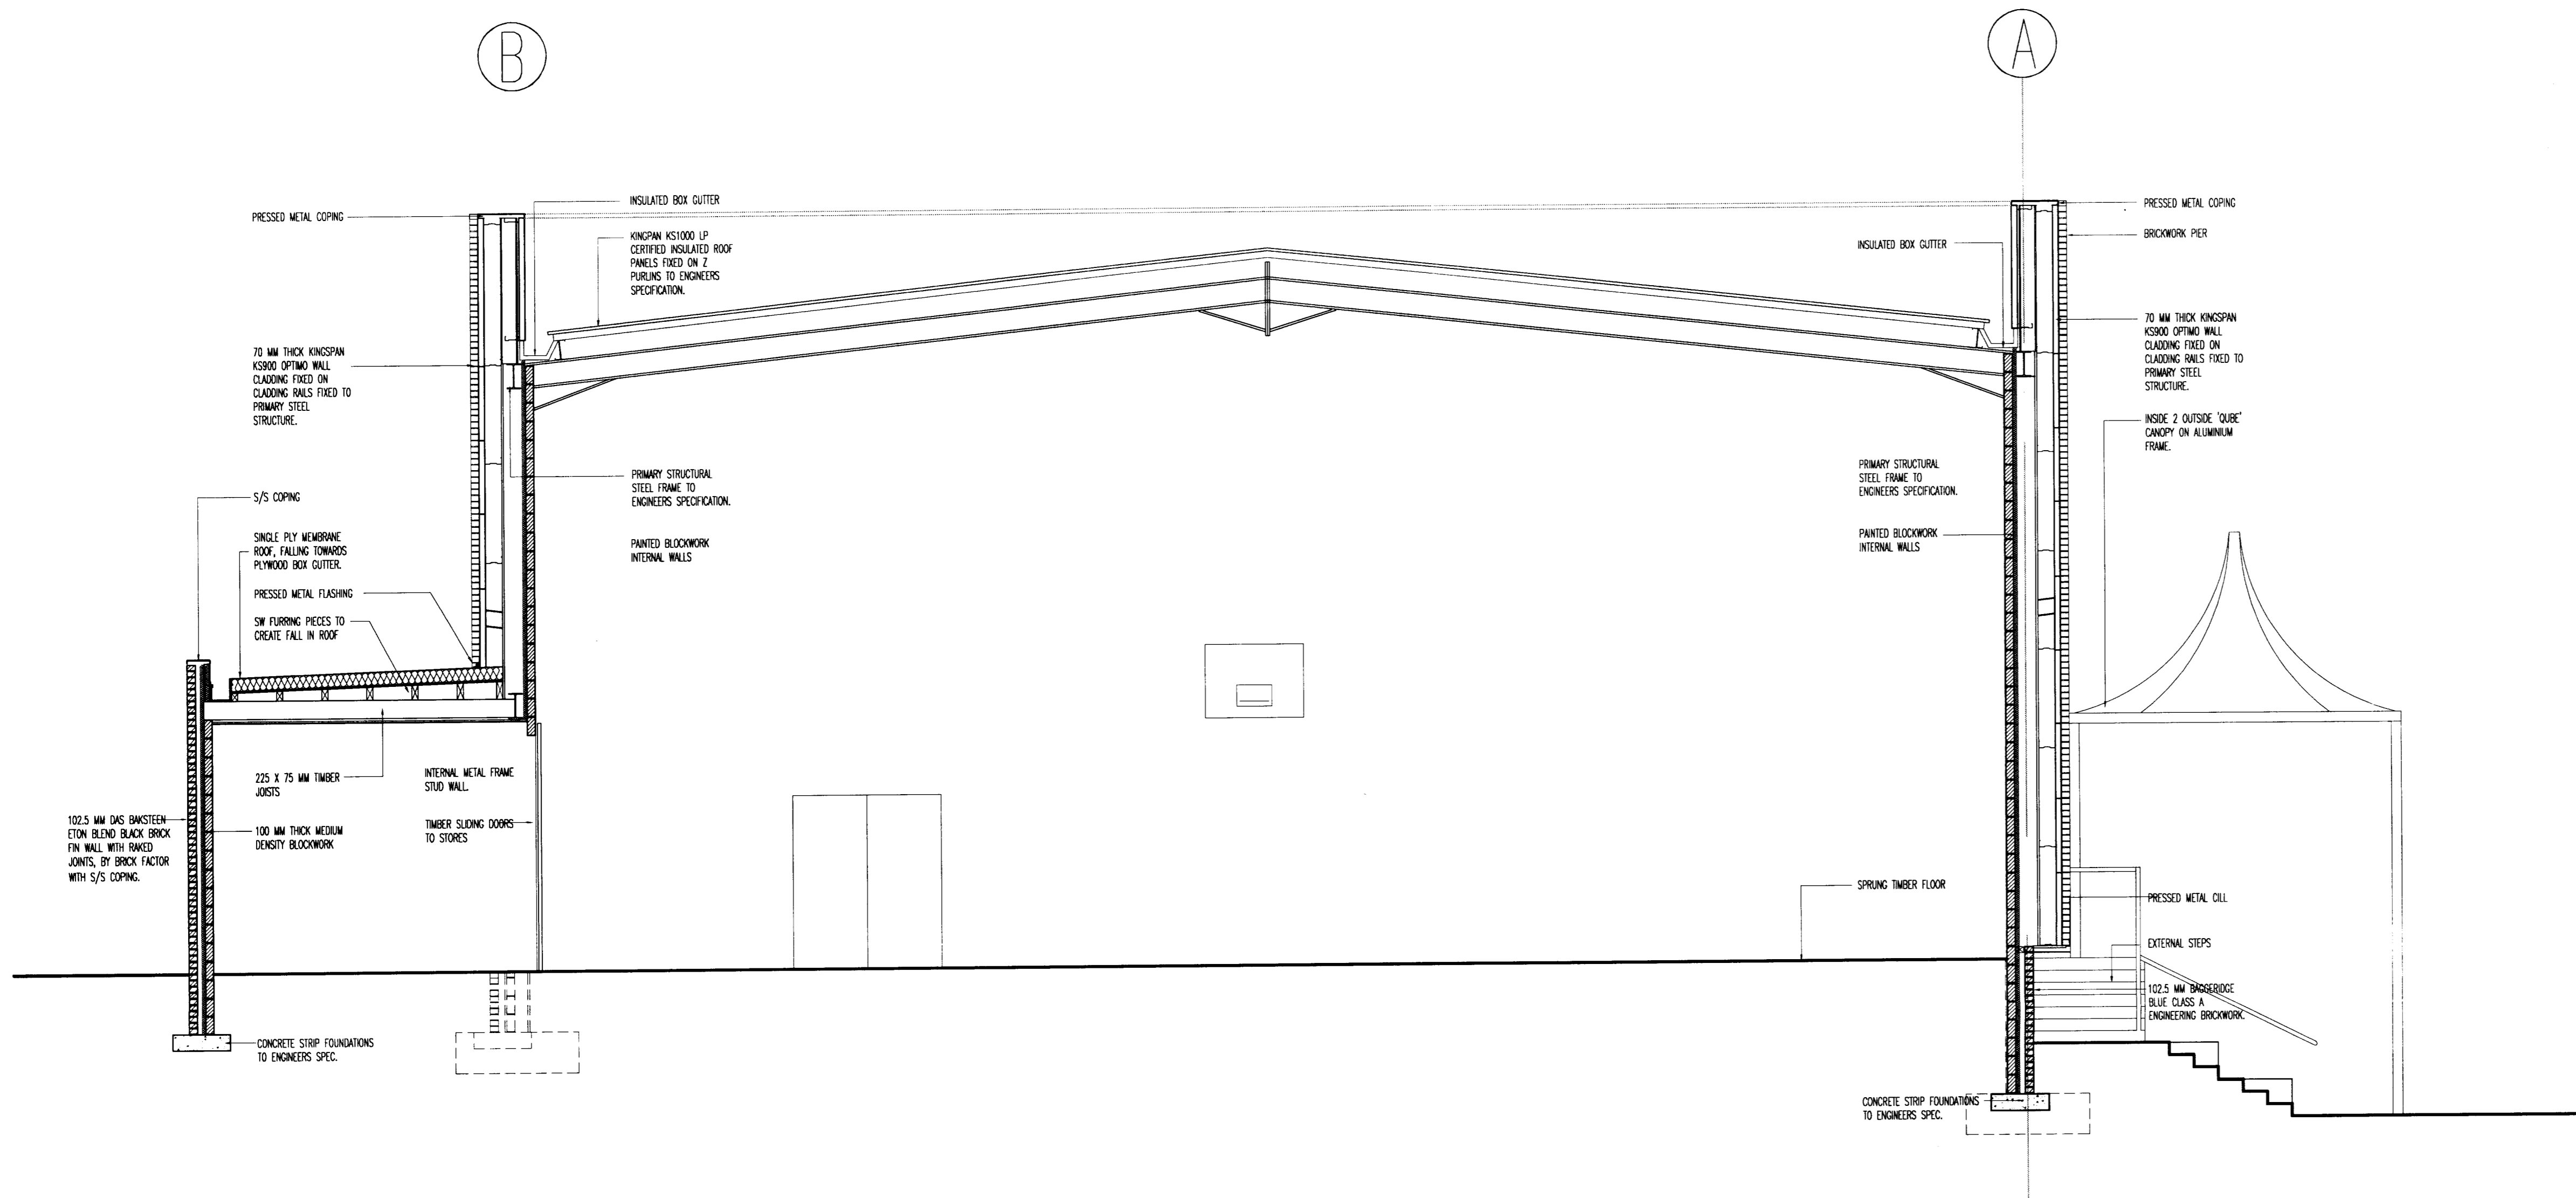 B
A
PRESSED METAL COPING
INSULATED BOX GUTTER
KINGPAN KS1000 LP
CERTIFIED INSULATED ROOF
PANELS FIXED ON Z
PURLINS TO ENGINEERS
SPECIFICATION.
70 MM THICK KINGSPAN
KS900 OPTIMO WALL
CLADDING FIXED ON
CLADDING RAILS FIXED TO
PRIMARY STEEL
STRUCTURE.
PRIMARY STRUCTURAL
STEEL FRAME TO
ENGINEERS SPECIFICATION.
PAINTED BLOCKWORK
INTERNAL WALLS
S/S COPING
SINGLE PLY MEMBRANE
ROOF, FALLING TOWARDS
PLYWOOD BOX GUTTER.
PRESSED METAL FLASHING
SW FURRING PIECES TO
CREATE FALL IN ROOF
225 X 75 MM TIMBER
JOISTS
INTERNAL METAL FRAME
STUD WALL.
102.5 MM DAS BAKSTEEN
ETON BLEND BLACK BRICK
FIN WALL WITH RAKED
JOINTS, BY BRICK FACTOR
WITH S/S COPING.
100 MM THICK MEDIUM
DENSITY BLOCKWORK
TIMBER SLIDING DOORS
TO STORES
CONCRETE STRIP FOUNDATIONS
TO ENGINEERS SPEC.
INSULATED BOX GUTTER
PRESSED METAL COPING
BRICKWORK PIER
70 MM THICK KINGSPAN
KS900 OPTIMO WALL
CLADDING FIXED ON
CLADDING RAILS FIXED TO
PRIMARY STEEL
STRUCTURE.
INSIDE 2 OUTSIDE 'QUBE'
CANOPY ON ALUMINIUM
FRAME.
PRIMARY STRUCTURAL
STEEL FRAME TO
ENGINEERS SPECIFICATION.
PAINTED BLOCKWORK
INTERNAL WALLS
SPRUNG TIMBER FLOOR
PRESSED METAL CILL
EXTERNAL STEPS
102.5 MM BAGGERIDGE
BLUE CLASS A
ENGINEERING BRICKWORK.
CONCRETE STRIP FOUNDATIONS
TO ENGINEERS SPEC.